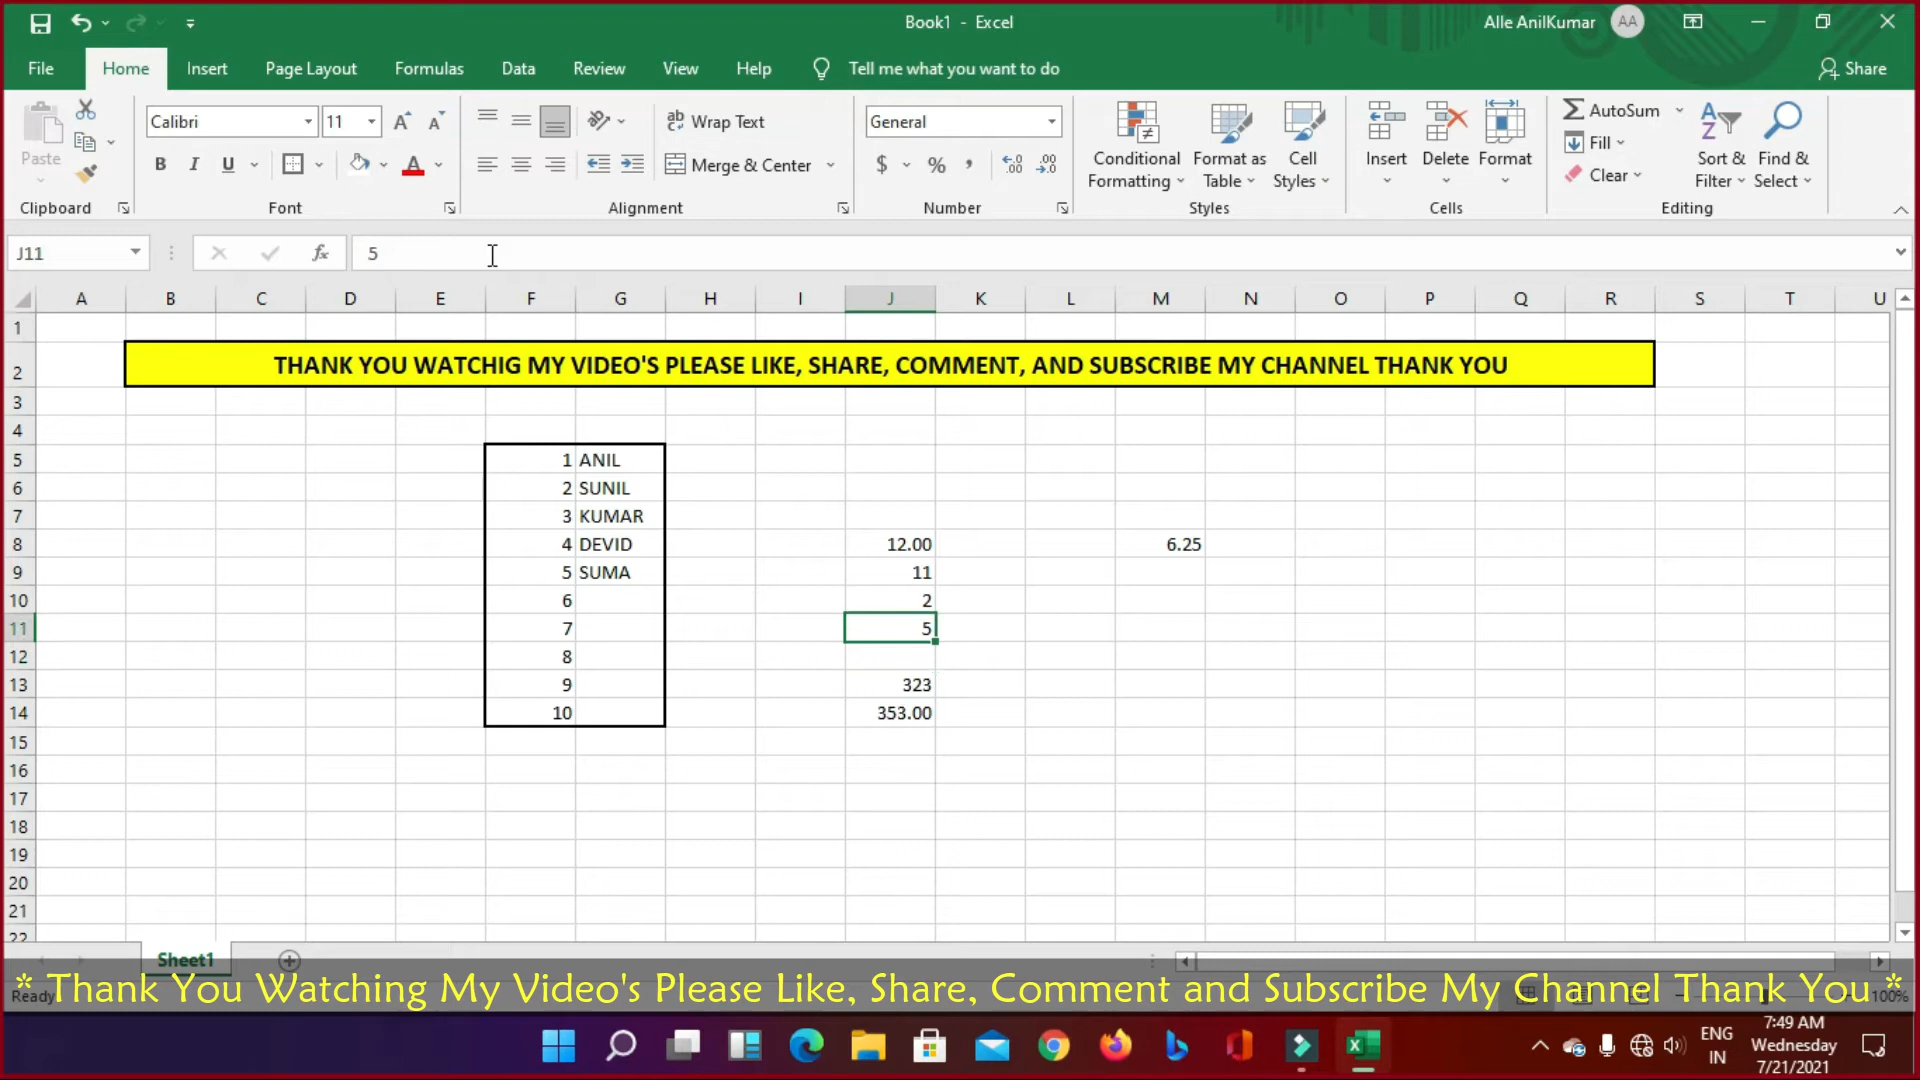 Book1 - Excel
Alle AnilKumar AA
File Home Insert Page Layout Formulas Data Review View Help Tell me what you want to do Share
Paste
Calibri 11
Wrap Text
General
Conditional Formatting
Format as Table
Cell Styles
Insert
Delete
Format
AutoSum
Fill
Clear
Sort & Filter
Find & Select
B I U
Merge & Center
$ % ,
Clipboard Font Alignment Number Styles Cells Editing
J11 fx 5
A B C D E F G H I J K L M N O P Q R S T U
1
2 THANK YOU WATCHIG MY VIDEO'S PLEASE LIKE, SHARE, COMMENT, AND SUBSCRIBE MY CHANNEL THANK YOU
3
4
5 1 ANIL
6 2 SUNIL
7 3 KUMAR
8 4 DEVID 12.00 6.25
9 5 SUMA 11
10 6 2
11 7 5
12 8
13 9 323
14 10 353.00
15
16
17
18
19
20
21
22
Sheet1
* Thank You Watching My Video's Please Like, Share, Comment and Subscribe My Channel Thank You *
Ready 100%
ENG IN
7:49 AM
Wednesday
7/21/2021